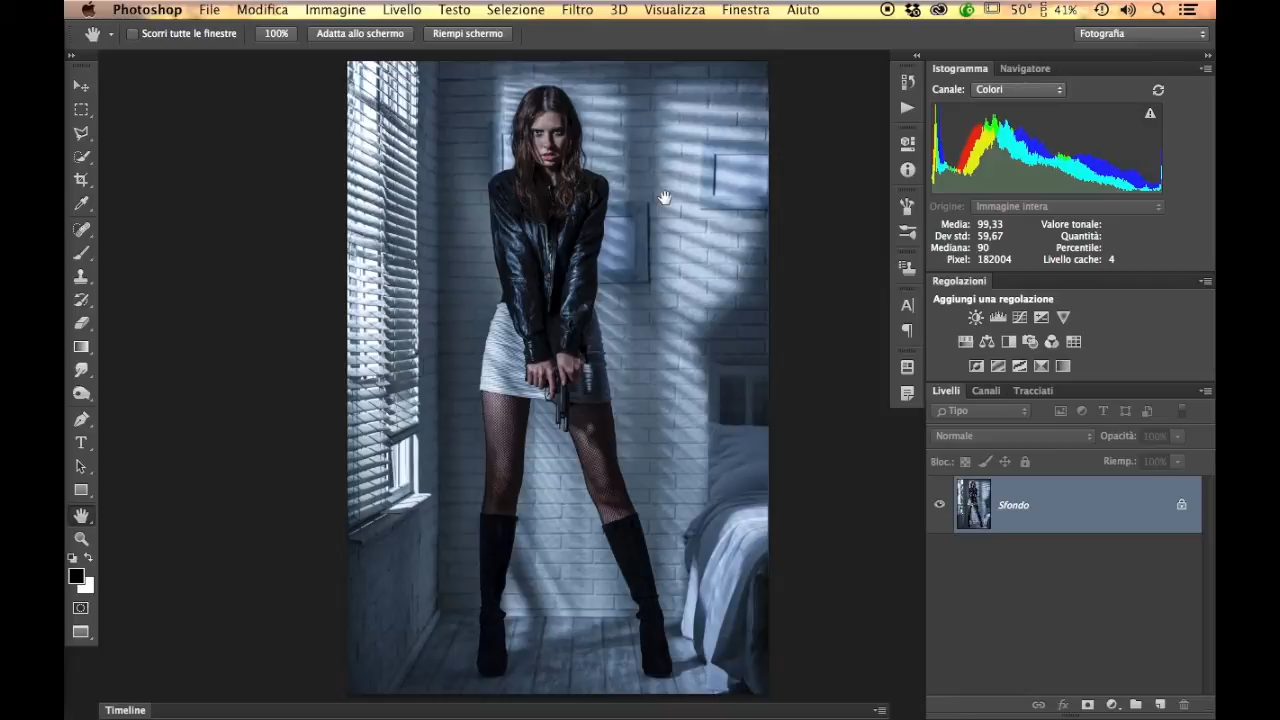 Photoshop File Modifica Immagine Livello Testo Selezione Filtro 3D Visualizza Finestra Aiuto 50° 41%
Scorri tutte le finestre 100% Adatta allo schermo Riempi schermo Fotografia
Istogramma Navigatore
Canale: Colori
Origine: Immagine intera
Media: 99,33 Valore tonale:
Dev std: 59,67 Quantità:
Mediana: 90 Percentile:
Pixel: 182004 Livello cache: 4
Regolazioni
Aggiungi una regolazione
Livelli Canali Tracciati
Tipo
Normale Opacità: 100%
Bloc.: Riemp.: 100%
Sfondo
Timeline